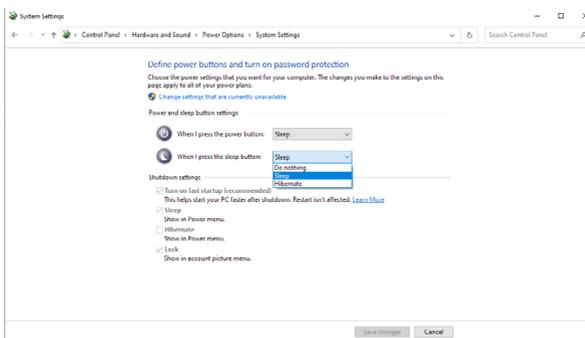 System Settings
Control Panel > Hardware and Sound > Power Options > System Settings
Search Control Panel
Define power buttons and turn on password protection
Choose the power settings that you want for your computer. The changes you make to the settings on this
page apply to all of your power plans.
Change settings that are currently unavailable
Power and sleep button settings
When I press the power button: Sleep
When I press the sleep button: Sleep
Do nothing
Sleep
Hibernate
Shutdown settings
Turn on fast startup (recommended)
This helps start your PC faster after shutdown. Restart isn't affected. Learn More
Sleep
Show in Power menu.
Hibernate
Show in Power menu.
Lock
Show in account picture menu.
Save changes Cancel